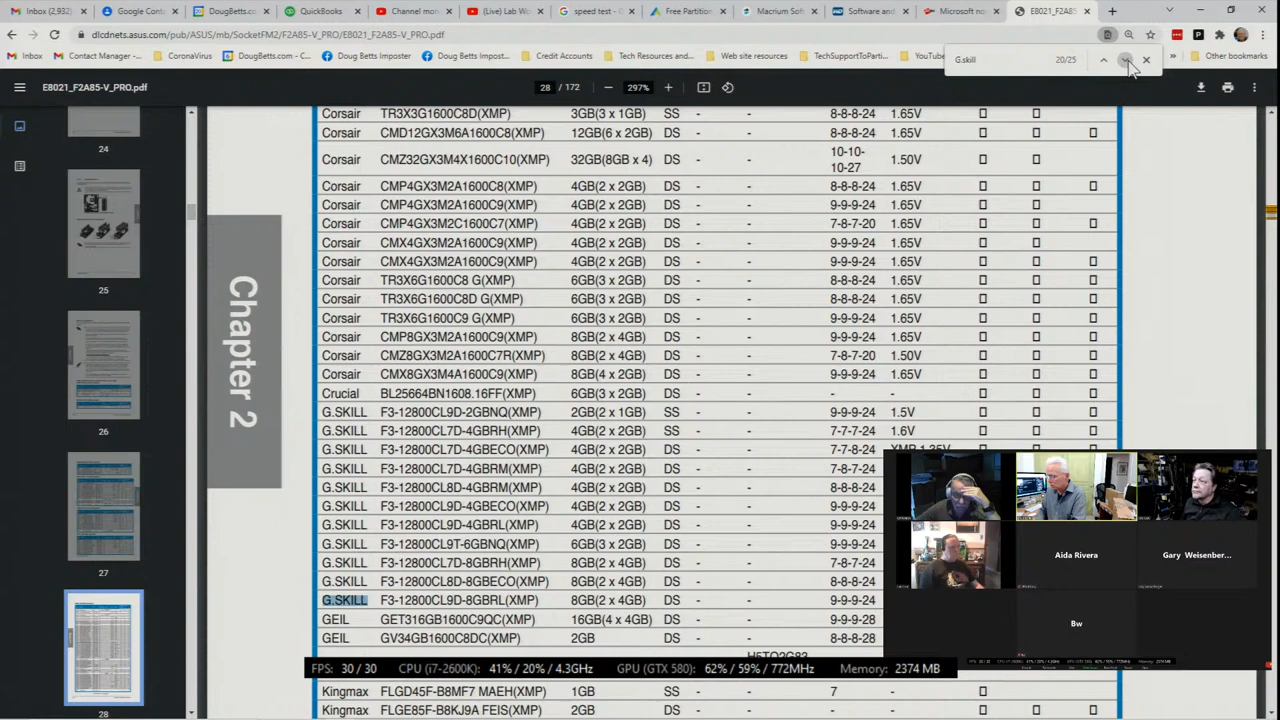 Inbox (2,932)
Google Cont
DougBetts.co
QuickBooks
Channel mon
(Live) Lab Wo
speed test - G
Free Partition
Macrium Soft
Software and
Microsoft no
E8021_F2A85
dlcdnets.asus.com/pub/ASUS/mb/SocketFM2/F2A85-V_PRO/E8021_F2A85-V_PRO.pdf
Inbox
Contact Manager -...
CoronaVirus
DougBetts.com - G
Doug Betts Impost...
Doug Betts Impost...
Credit Accounts
Tech Resources and...
Web site resources
TechSupportToParti...
YouTube
Other bookmarks
G.skill 20/25
E8021_F2A85-V_PRO.pdf
28 / 172
297%
24
25
26
27
28
Chapter 2
Corsair TR3X3G1600C8D(XMP) 3GB(3 x 1GB) SS - - 8-8-8-24 1.65V
Corsair CMD12GX3M6A1600C8(XMP) 12GB(6 x 2GB) DS - - 8-8-8-24 1.65V
Corsair CMZ32GX3M4X1600C10(XMP) 32GB(8GB x 4) DS - - 10-10-10-27 1.50V
Corsair CMP4GX3M2A1600C8(XMP) 4GB(2 x 2GB) DS - - 8-8-8-24 1.65V
Corsair CMP4GX3M2A1600C9(XMP) 4GB(2 x 2GB) DS - - 9-9-9-24 1.65V
Corsair CMP4GX3M2C1600C7(XMP) 4GB(2 x 2GB) DS - - 7-8-7-20 1.65V
Corsair CMX4GX3M2A1600C9(XMP) 4GB(2 x 2GB) DS - - 9-9-9-24 1.65V
Corsair CMX4GX3M2A1600C9(XMP) 4GB(2 x 2GB) DS - - 9-9-9-24 1.65V
Corsair TR3X6G1600C8 G(XMP) 6GB(3 x 2GB) DS - - 8-8-8-24 1.65V
Corsair TR3X6G1600C8D G(XMP) 6GB(3 x 2GB) DS - - 8-8-8-24 1.65V
Corsair TR3X6G1600C9 G(XMP) 6GB(3 x 2GB) DS - - 9-9-9-24 1.65V
Corsair CMP8GX3M2A1600C9(XMP) 8GB(2 x 4GB) DS - - 9-9-9-24 1.65V
Corsair CMZ8GX3M2A1600C7R(XMP) 8GB(2 x 4GB) DS - - 7-8-7-20 1.50V
Corsair CMX8GX3M4A1600C9(XMP) 8GB(4 x 2GB) DS - - 9-9-9-24 1.65V
Crucial BL25664BN1608.16FF(XMP) 6GB(3 x 2GB) DS - - - -
G.SKILL F3-12800CL9D-2GBNQ(XMP) 2GB(2 x 1GB) SS - - 9-9-9-24 1.5V
G.SKILL F3-12800CL7D-4GBRH(XMP) 4GB(2 x 2GB) SS - - 7-7-7-24 1.6V
G.SKILL F3-12800CL7D-4GBECO(XMP) 4GB(2 x 2GB) DS - - 7-7-8-24 XMP 1.35V
G.SKILL F3-12800CL7D-4GBRM(XMP) 4GB(2 x 2GB) DS - - 7-8-7-24
G.SKILL F3-12800CL8D-4GBRM(XMP) 4GB(2 x 2GB) DS - - 9-9-9-24
G.SKILL F3-12800CL9D-4GBECO(XMP) 4GB(2 x 2GB) DS - - 9-9-9-24
G.SKILL F3-12800CL9D-4GBRL(XMP) 4GB(2 x 2GB) DS - - 9-9-9-24
G.SKILL F3-12800CL9T-6GBNQ(XMP) 6GB(3 x 2GB) DS - - 9-9-9-24
G.SKILL F3-12800CL7D-8GBRH(XMP) 8GB(2 x 4GB) DS - - 7-8-7-24
G.SKILL F3-12800CL8D-8GBECO(XMP) 8GB(2 x 4GB) DS - - 8-8-8-24
G.SKILL F3-12800CL9D-8GBRL(XMP) 8GB(2 x 4GB) DS - - 9-9-9-24
GEIL GET316GB1600C9QC(XMP) 16GB(4 x 4GB) DS - - 9-9-9-28
GEIL GV34GB1600C8DC(XMP) 2GB DS - - 8-8-8-28
Kingmax FLGD45F-B8MF7 MAEH(XMP) 1GB SS - - 7 -
Kingmax FLGE85F-B8KJ9A FEIS(XMP) 2GB DS - - - -
Aida Rivera
Gary Weisenber...
Bw
FPS: 30 / 30 CPU (i7-2600K): 41% / 20% / 4.3GHz GPU (GTX 580): 62% / 59% / 772MHz Memory: 2374 MB